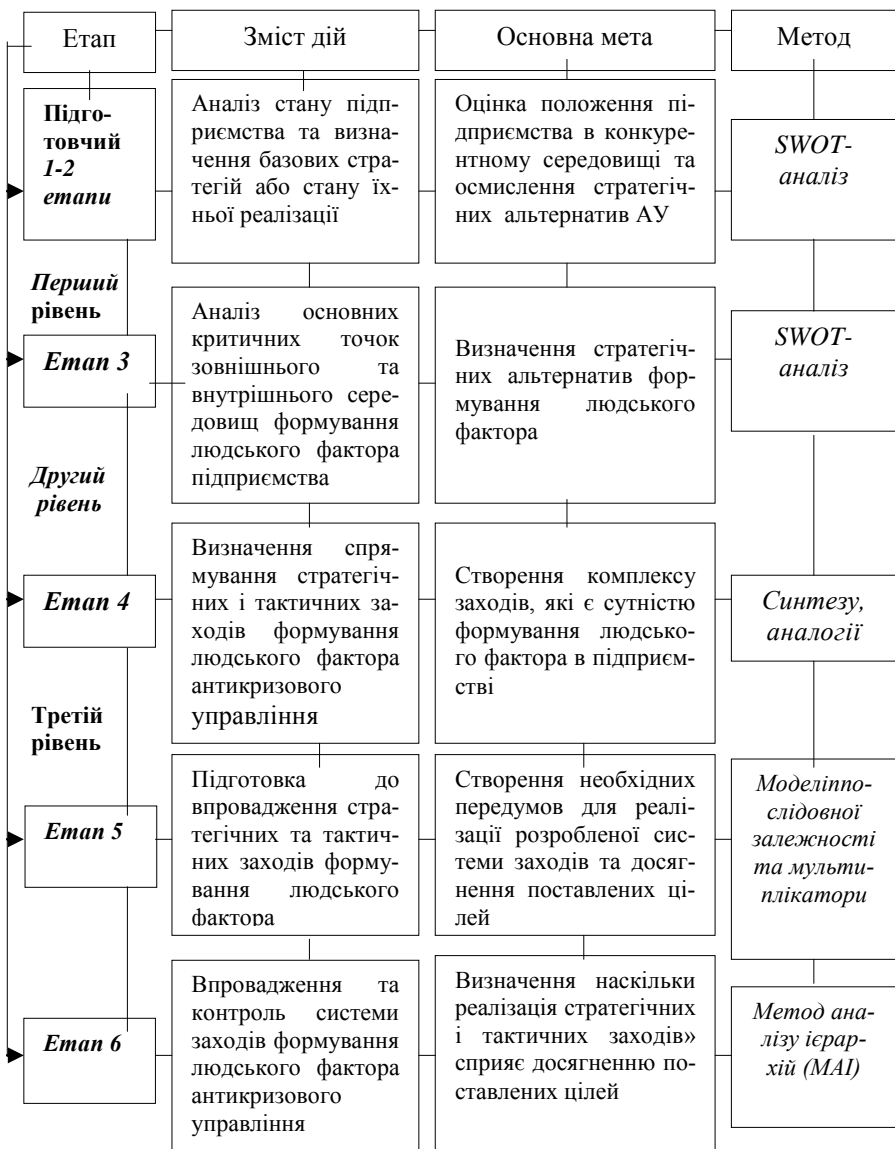 Етап
Зміст дій
Основна мета
Метод
Підго-
товчий
1-2
етапи
Аналіз стану підп-
риємства та визна-
чення базових стра-
тегій або стану їх-
ньої реалізації
Оцінка положення пі-
дприємства в конкуре-
нтному середовищі та
осмислення стратегіч-
них альтернатив АУ
SWOT-
аналіз
Перший
рівень
Етап 3
Аналіз основних
критичних точок
зовнішнього та
внутрішнього сере-
довищ формування
людського фактора
підприємства
Визначення стратегіч-
них альтернатив фор-
мування людського
фактора
SWOT-
аналіз
Другий
рівень
Етап 4
Визначення спря-
мування стратегіч-
них і тактичних за-
ходів формування
людського фактора
антикризового
управління
Створення комплексу
заходів, які є сутністю
формування людсько-
го фактора в підприєм-
стві
Синтезу,
аналогії
Третій
рівень
Етап 5
Підготовка до
впровадження стра-
тегічних та тактич-
них заходів форму-
вання людського
фактора
Створення необхідних
передумов для реалі-
зації розробленої сис-
теми заходів та досяг-
нення поставлених ці-
лей
Моделіппо-
слідовної
залежності
та мульти-
плікатори
Етап 6
Впровадження та
контроль системи
заходів формування
людського фактора
антикризового
управління
Визначення наскільки
реалізація стратегічних
і тактичних заходів»
сприяє досягненню по-
ставлених цілей
Метод ана-
лізу ієрар-
хій (МАІ)